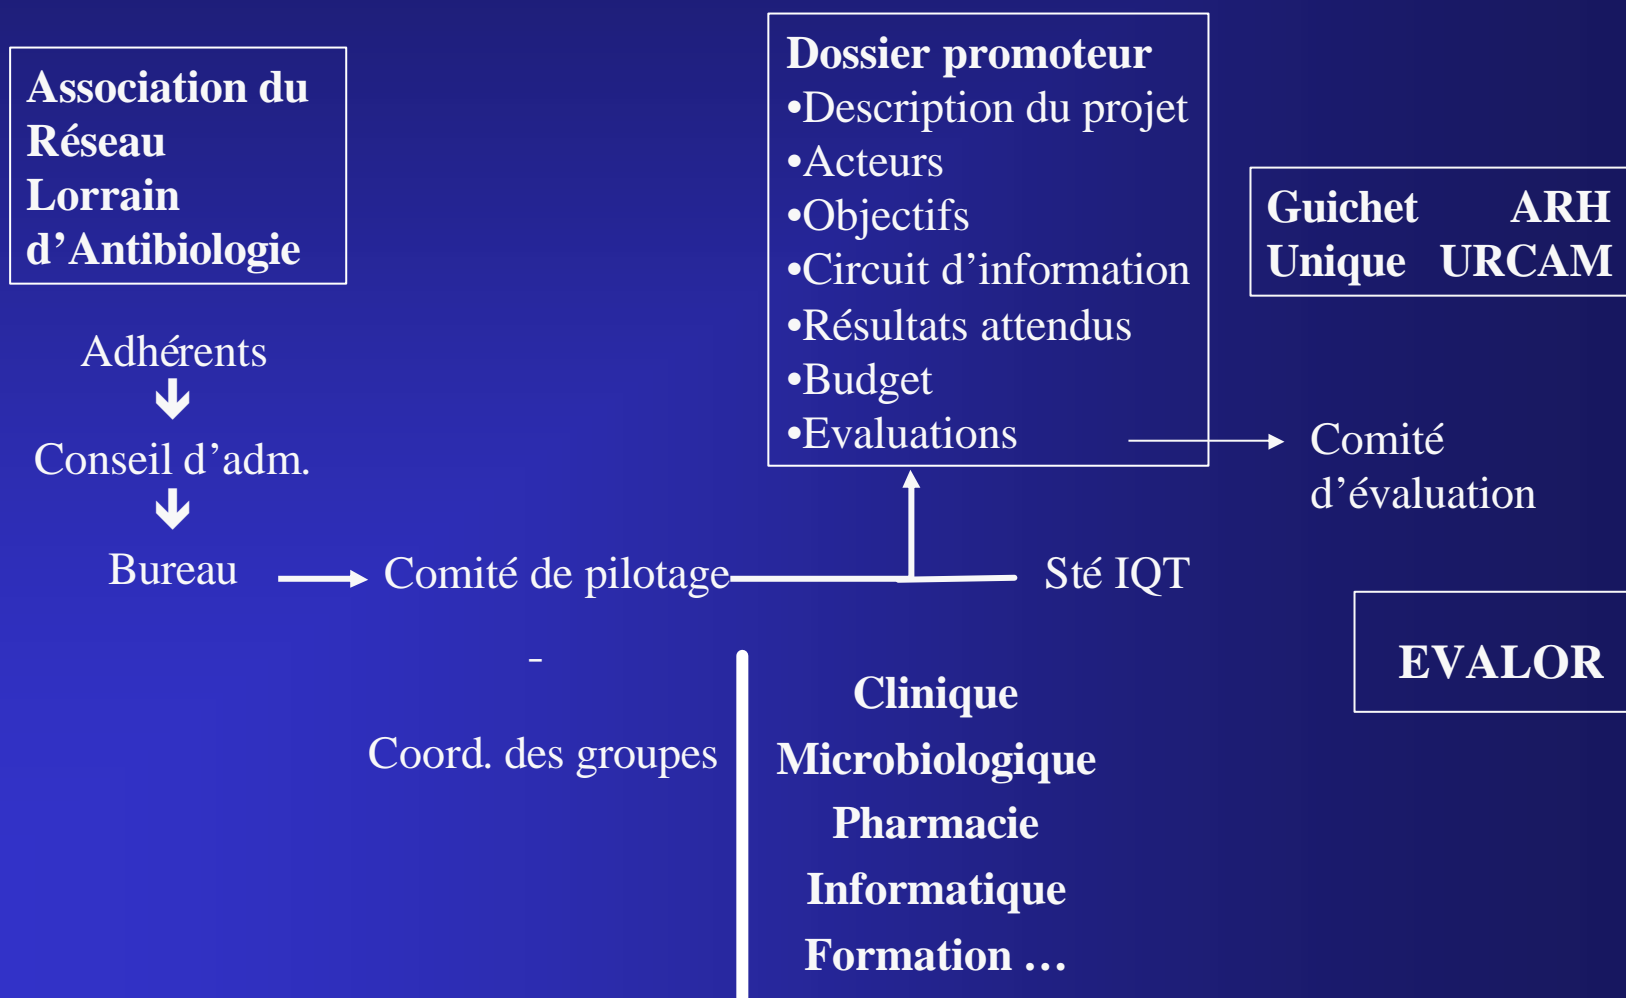 Association du
Réseau
Lorrain
d’Antibiologie
Adhérents
Conseil d’adm.
Bureau
Comité de pilotage
-
Coord. des groupes
Dossier promoteur
•Description du projet
•Acteurs
•Objectifs
•Circuit d’information
•Résultats attendus
•Budget
•Evaluations
Sté IQT
Clinique
Microbiologique
Pharmacie
Informatique
Formation …
Guichet ARH
Unique URCAM
Comité
d’évaluation
EVALOR